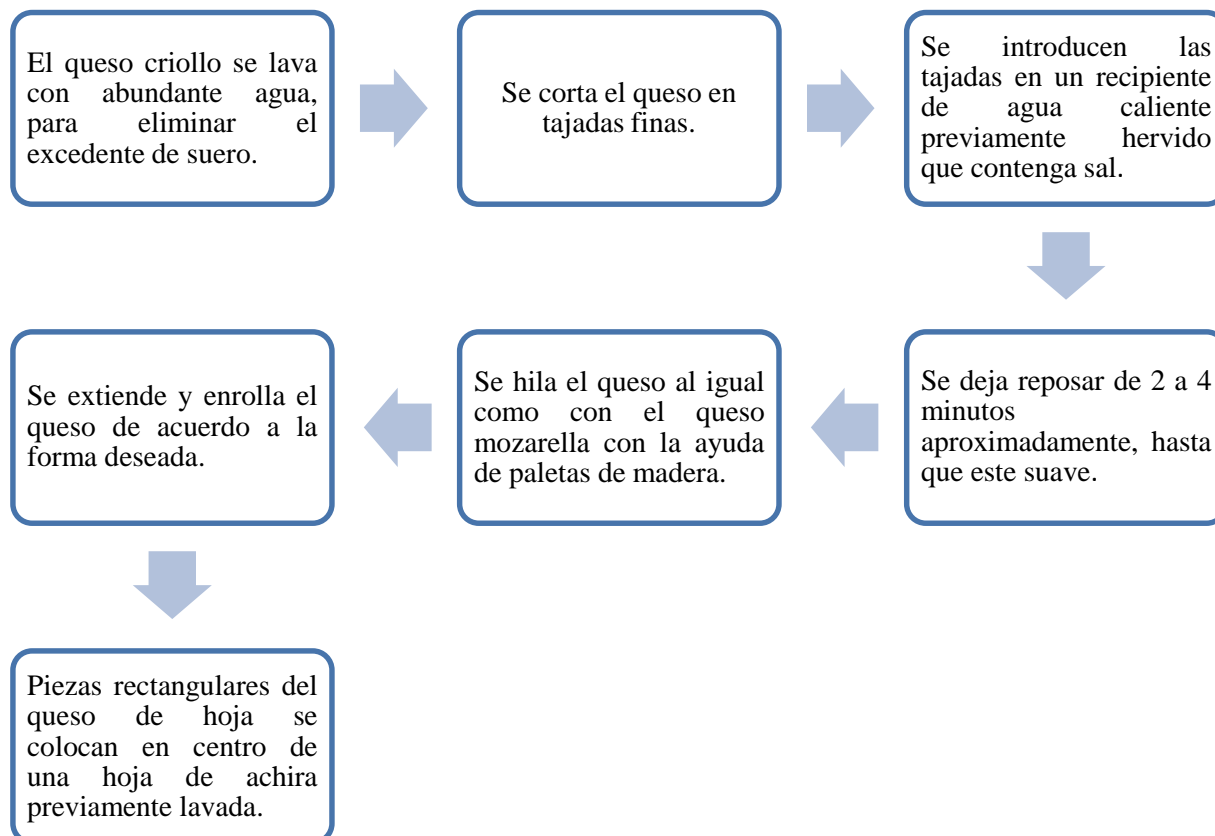 El queso criollo se lava
con abundante agua,
para eliminar el
excedente de suero.
Se corta el queso en
tajadas finas.
Se introducen las
tajadas en un recipiente
de agua caliente
previamente hervido
que contenga sal.
Se deja reposar de 2 a 4
minutos
aproximadamente, hasta
que este suave.
Se hila el queso al igual
como con el queso
mozarella con la ayuda
de paletas de madera.
Se extiende y enrolla el
queso de acuerdo a la
forma deseada.
Piezas rectangulares del
queso de hoja se
colocan en centro de
una hoja de achira
previamente lavada.